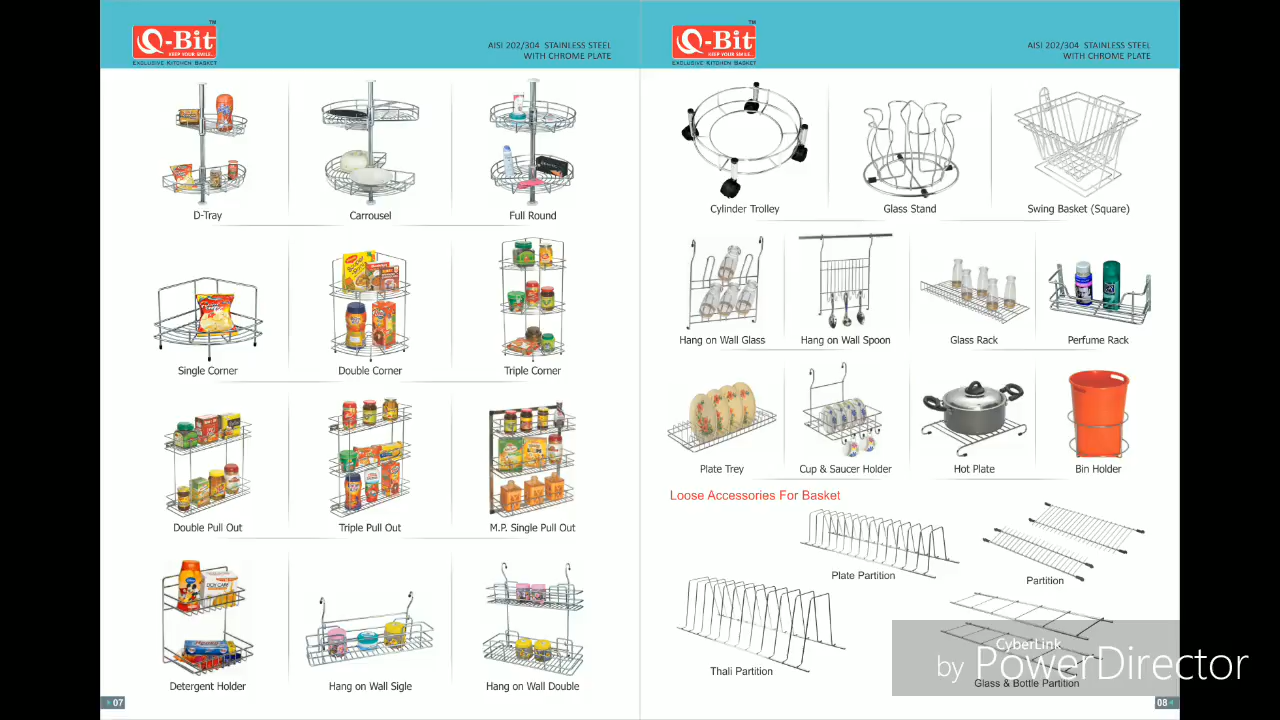 TM
Q-Bit
KEEP YOUR SMILE..
EXCLUSIVE KITCHEN BASKET
AISI 202/304 STAINLESS STEEL
WITH CHROME PLATE
D-Tray
Carrousel
Full Round
Single Corner
Double Corner
Triple Corner
Double Pull Out
Triple Pull Out
M.P. Single Pull Out
Detergent Holder
Hang on Wall Sigle
Hang on Wall Double
07
TM
Q-Bit
KEEP YOUR SMILE..
EXCLUSIVE KITCHEN BASKET
AISI 202/304 STAINLESS STEEL
WITH CHROME PLATE
Cylinder Trolley
Glass Stand
Swing Basket (Square)
Hang on Wall Glass
Hang on Wall Spoon
Glass Rack
Perfume Rack
Plate Trey
Cup & Saucer Holder
Hot Plate
Bin Holder
Loose Accessories For Basket
Plate Partition
Partition
Thali Partition
Glass & Bottle Partition
08
CyberLink
by PowerDirector